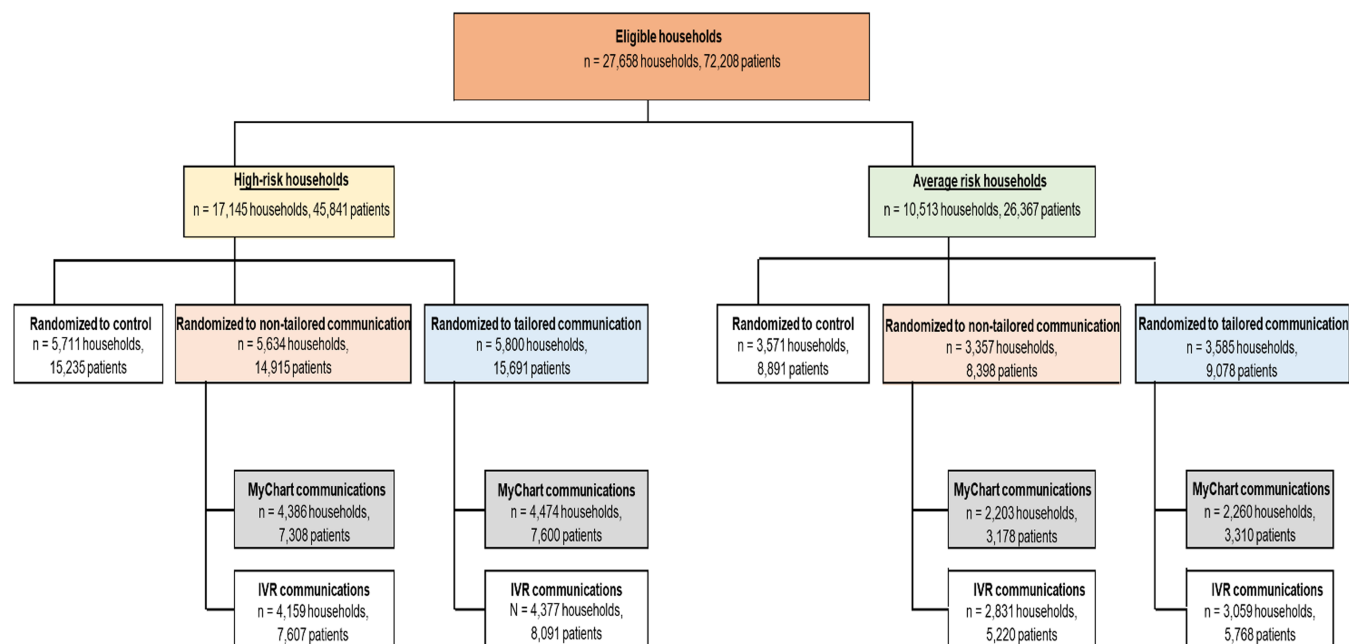 Eligible households
n = 27,658 households, 72,208 patients
High-risk households
n = 17,145 households, 45,841 patients
Average risk households
n = 10,513 households, 26,367 patients
Randomized to control
n = 5,711 households,
15,235 patients
Randomized to non-tailored communication
n = 5,634 households,
14,915 patients
Randomized to tailored communication
n = 5,800 households,
15,691 patients
Randomized to control
n = 3,571 households,
8,891 patients
Randomized to non-tailored communication
n = 3,357 households,
8,398 patients
Randomized to tailored communication
n = 3,585 households,
9,078 patients
MyChart communications
n = 4,386 households,
7,308 patients
MyChart communications
n = 4,474 households,
7,600 patients
MyChart communications
n = 2,203 households,
3,178 patients
MyChart communications
n = 2,260 households,
3,310 patients
IVR communications
n = 4,159 households,
7,607 patients
IVR communications
N = 4,377 households,
8,091 patients
IVR communications
n = 2,831 households,
5,220 patients
IVR communications
n = 3,059 households,
5,768 patients